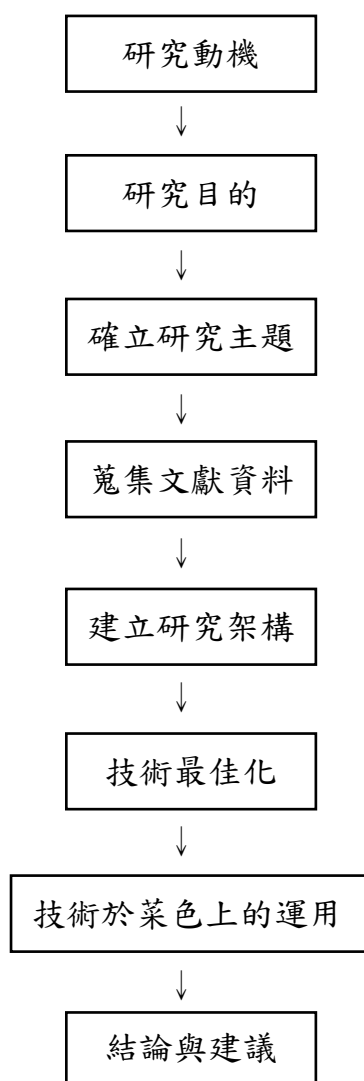 研究動機
↓
研究目的
↓
確立研究主題
↓
蒐集文獻資料
↓
建立研究架構
↓
技術最佳化
↓
技術於菜色上的運用
↓
結論與建議